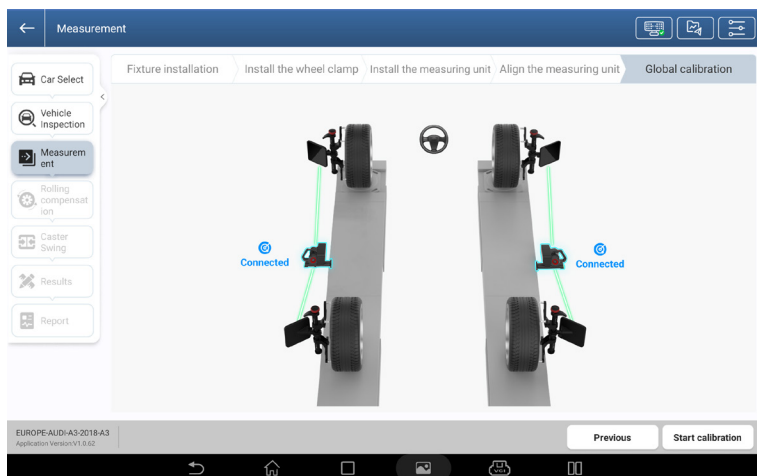 Measurement
Fixture installation
Install the wheel clamp
Install the measuring unit
Align the measuring unit
Global calibration
Car Select
Vehicle
Inspection
Measurem
ent
Rolling
compensat
ion
Caster
Swing
Results
Report
Connected
Connected
EUROPE-AUDI-A3-2018-A3
Application Version:V1.0.62
Previous
Start calibration
VCI